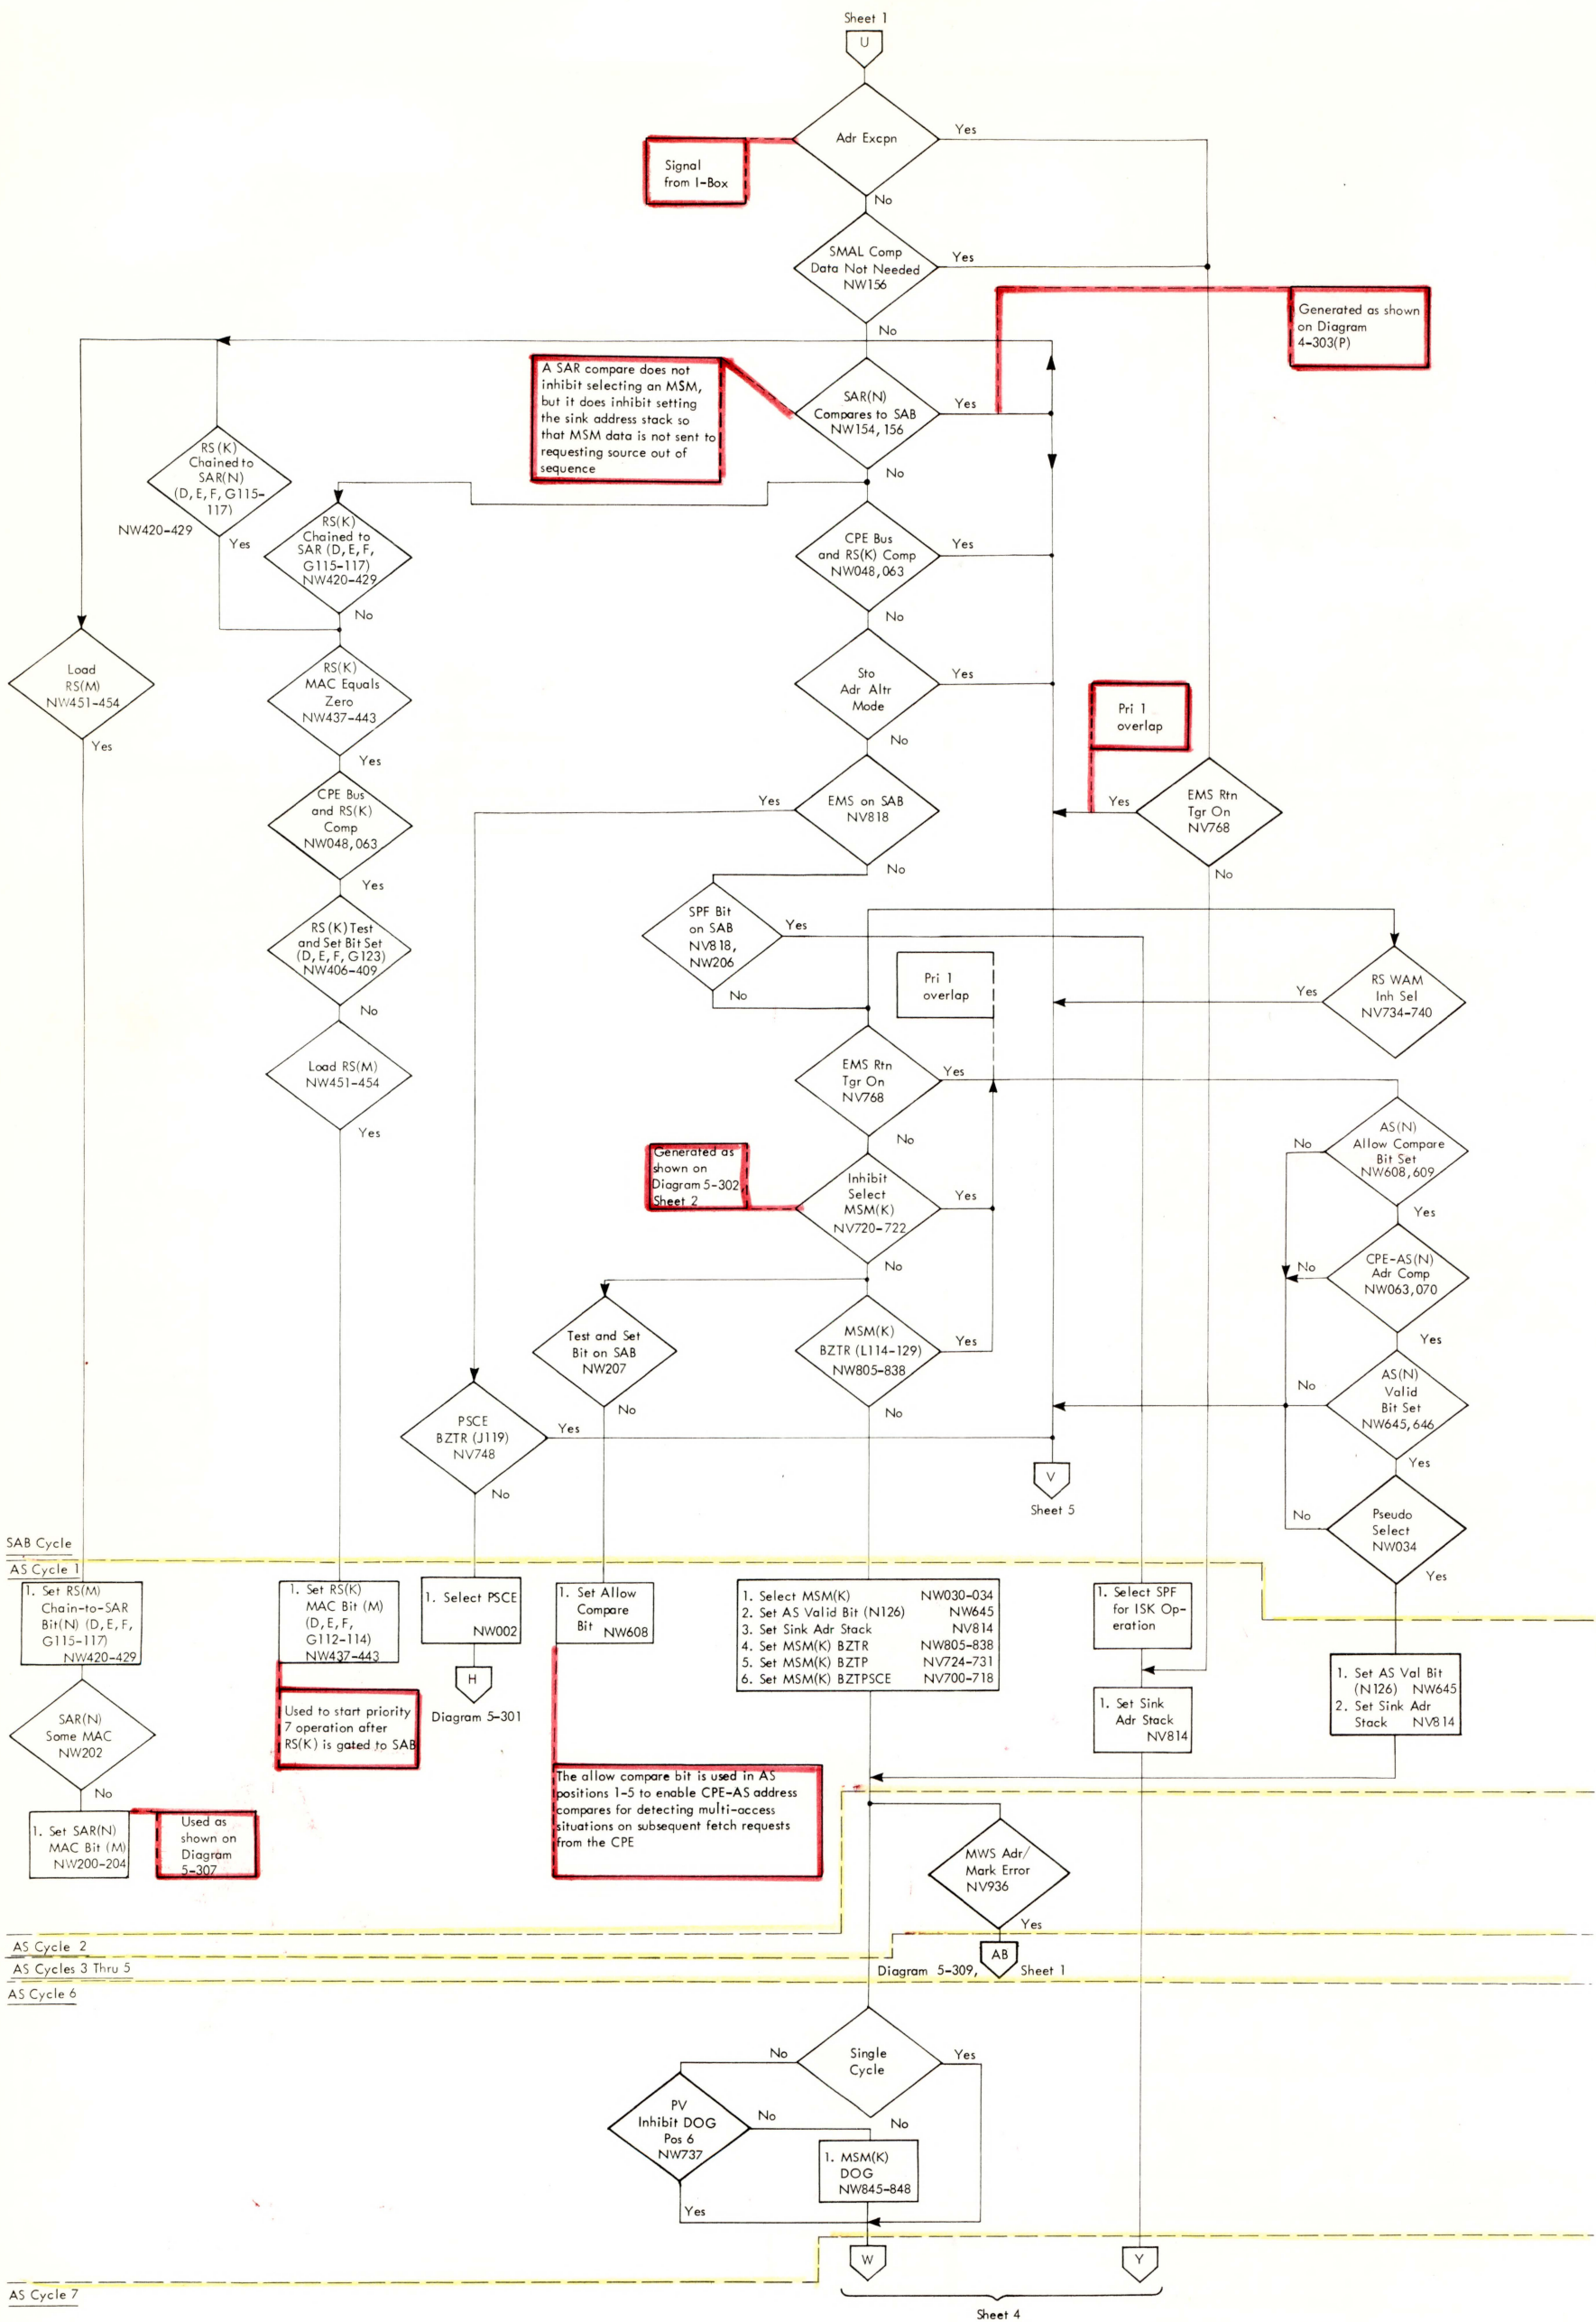 Sheet 1
U
Adr Excpn
Yes
No
Signal
from I-Box
SMAL Comp
Data Not Needed
NW156
Yes
No
Generated as shown
on Diagram
4-303(P)
A SAR compare does not
inhibit selecting an MSM,
but it does inhibit setting
the sink address stack so
that MSM data is not sent to
requesting source out of
sequence
SAR(N)
Compares to SAB
NW154, 156
Yes
No
RS (K)
Chained to
SAR(N)
(D, E, F, G115-
117)
NW420-429
Yes
RS(K)
Chained to
SAR (D, E, F,
G115-117)
NW420-429
No
CPE Bus
and RS(K) Comp
NW048, 063
Yes
No
Load
RS(M)
NW451-454
Yes
RS(K)
MAC Equals
Zero
NW437-443
Yes
Sto
Adr Altr
Mode
Yes
No
Pri 1
overlap
CPE Bus
and RS(K)
Comp
NW048, 063
Yes
EMS on SAB
NV818
Yes
No
EMS Rtn
Tgr On
NV768
Yes
No
RS (K) Test
and Set Bit Set
(D, E, F, G123)
NW406-409
No
SPF Bit
on SAB
NV818,
NW206
Yes
No
Pri 1
overlap
RS WAM
Inh Sel
NV734-740
Yes
Load RS(M)
NW451-454
Yes
EMS Rtn
Tgr On
NV768
Yes
No
AS(N)
Allow Compare
Bit Set
NW608, 609
No
Yes
Generated as
shown on
Diagram 5-302,
Sheet 2
Inhibit
Select
MSM(K)
NV720-722
Yes
No
CPE-AS(N)
Adr Comp
NW063, 070
No
Yes
Test and Set
Bit on SAB
NW207
No
MSM(K)
BZTR (L114-129)
NW805-838
Yes
No
AS(N)
Valid
Bit Set
NW645, 646
No
Yes
PSCE
BZTR (J119)
NV748
Yes
No
V
Sheet 5
Pseudo
Select
NW034
No
Yes
SAB Cycle
AS Cycle 1
1. Set RS(M)
Chain-to-SAR
Bit(N) (D, E, F,
G115-117)
NW420-429
1. Set RS(K)
MAC Bit (M)
(D, E, F,
G112-114)
NW437-443
1. Select PSCE
NW002
1. Set Allow
Compare
Bit NW608
1. Select MSM(K) NW030-034
2. Set AS Valid Bit (N126) NW645
3. Set Sink Adr Stack NV814
4. Set MSM(K) BZTR NW805-838
5. Set MSM(K) BZTP NV724-731
6. Set MSM(K) BZTPSCE NV700-718
1. Select SPF
for ISK Op-
eration
1. Set AS Val Bit
(N126) NW645
2. Set Sink Adr
Stack NV814
H
Diagram 5-301
Used to start priority
7 operation after
RS(K) is gated to SAB
1. Set Sink
Adr Stack
NV814
SAR(N)
Some MAC
NW202
No
The allow compare bit is used in AS
positions 1-5 to enable CPE-AS address
compares for detecting multi-access
situations on subsequent fetch requests
from the CPE
1. Set SAR(N)
MAC Bit (M)
NW200-204
Used as
shown on
Diagram
5-307
MWS Adr/
Mark Error
NV936
Yes
AS Cycle 2
AB
AS Cycles 3 Thru 5
Diagram 5-309, Sheet 1
AS Cycle 6
Single
Cycle
No
Yes
PV
Inhibit DOG
Pos 6
NW737
No
No
Yes
1. MSM(K)
DOG
NW845-848
W
Y
AS Cycle 7
Sheet 4